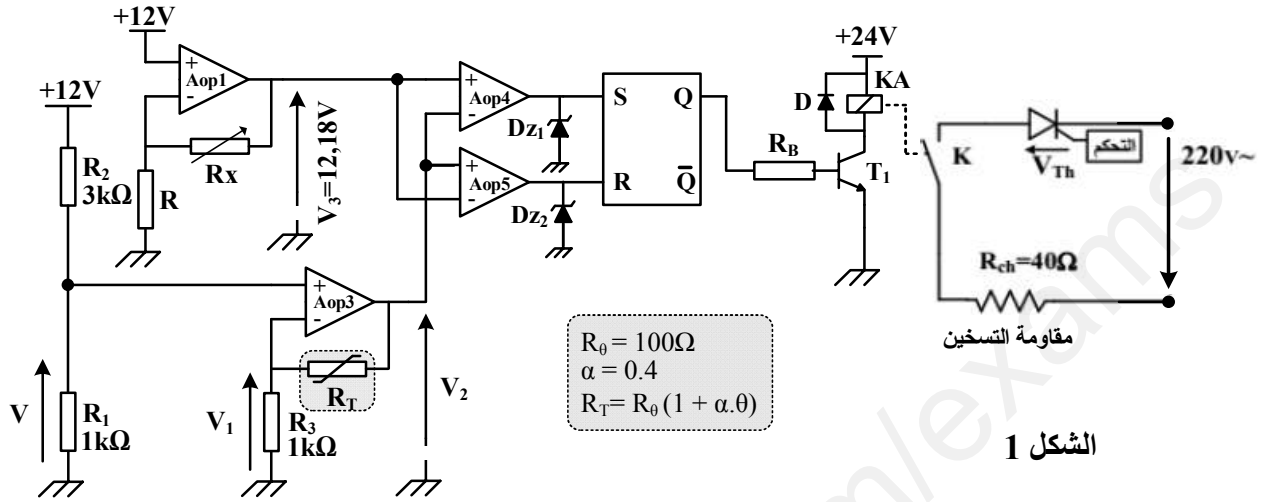 +12V
+24V
+12V
+
Aop1
-
KA
D
R2
3kΩ
Rx
R
V3=12,18V
+
Aop4
-
Dz1
+
Aop5
-
Dz2
S
Q
R
Q̅
RB
T1
K
VTh
التحكم
220v~
Rch=40Ω
مقاومة التسخين
+
Aop3
-
RT
V
R1
1kΩ
V1
R3
1kΩ
V2
Rθ = 100Ω
α = 0.4
RT= Rθ (1 + α.θ)
الشكل 1
m/exams